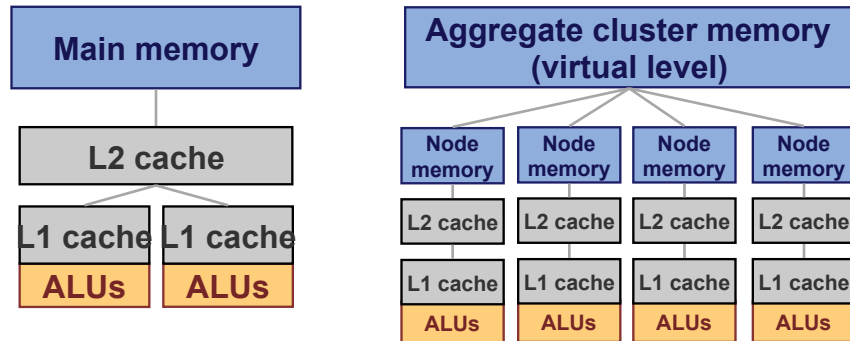 Main memory
L2 cache
L1 cache L1 cache
ALUs ALUs
Aggregate cluster memory
(virtual level)
Node Node Node Node
memory memory memory memory
L2 cache L2 cache L2 cache L2 cache
L1 cache L1 cache L1 cache L1 cache
ALUs ALUs ALUs ALUs